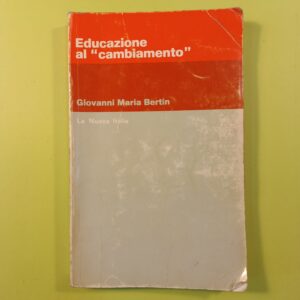 Educazione
al "cambiamento"
Giovanni Maria Bertin
La Nuova Italia